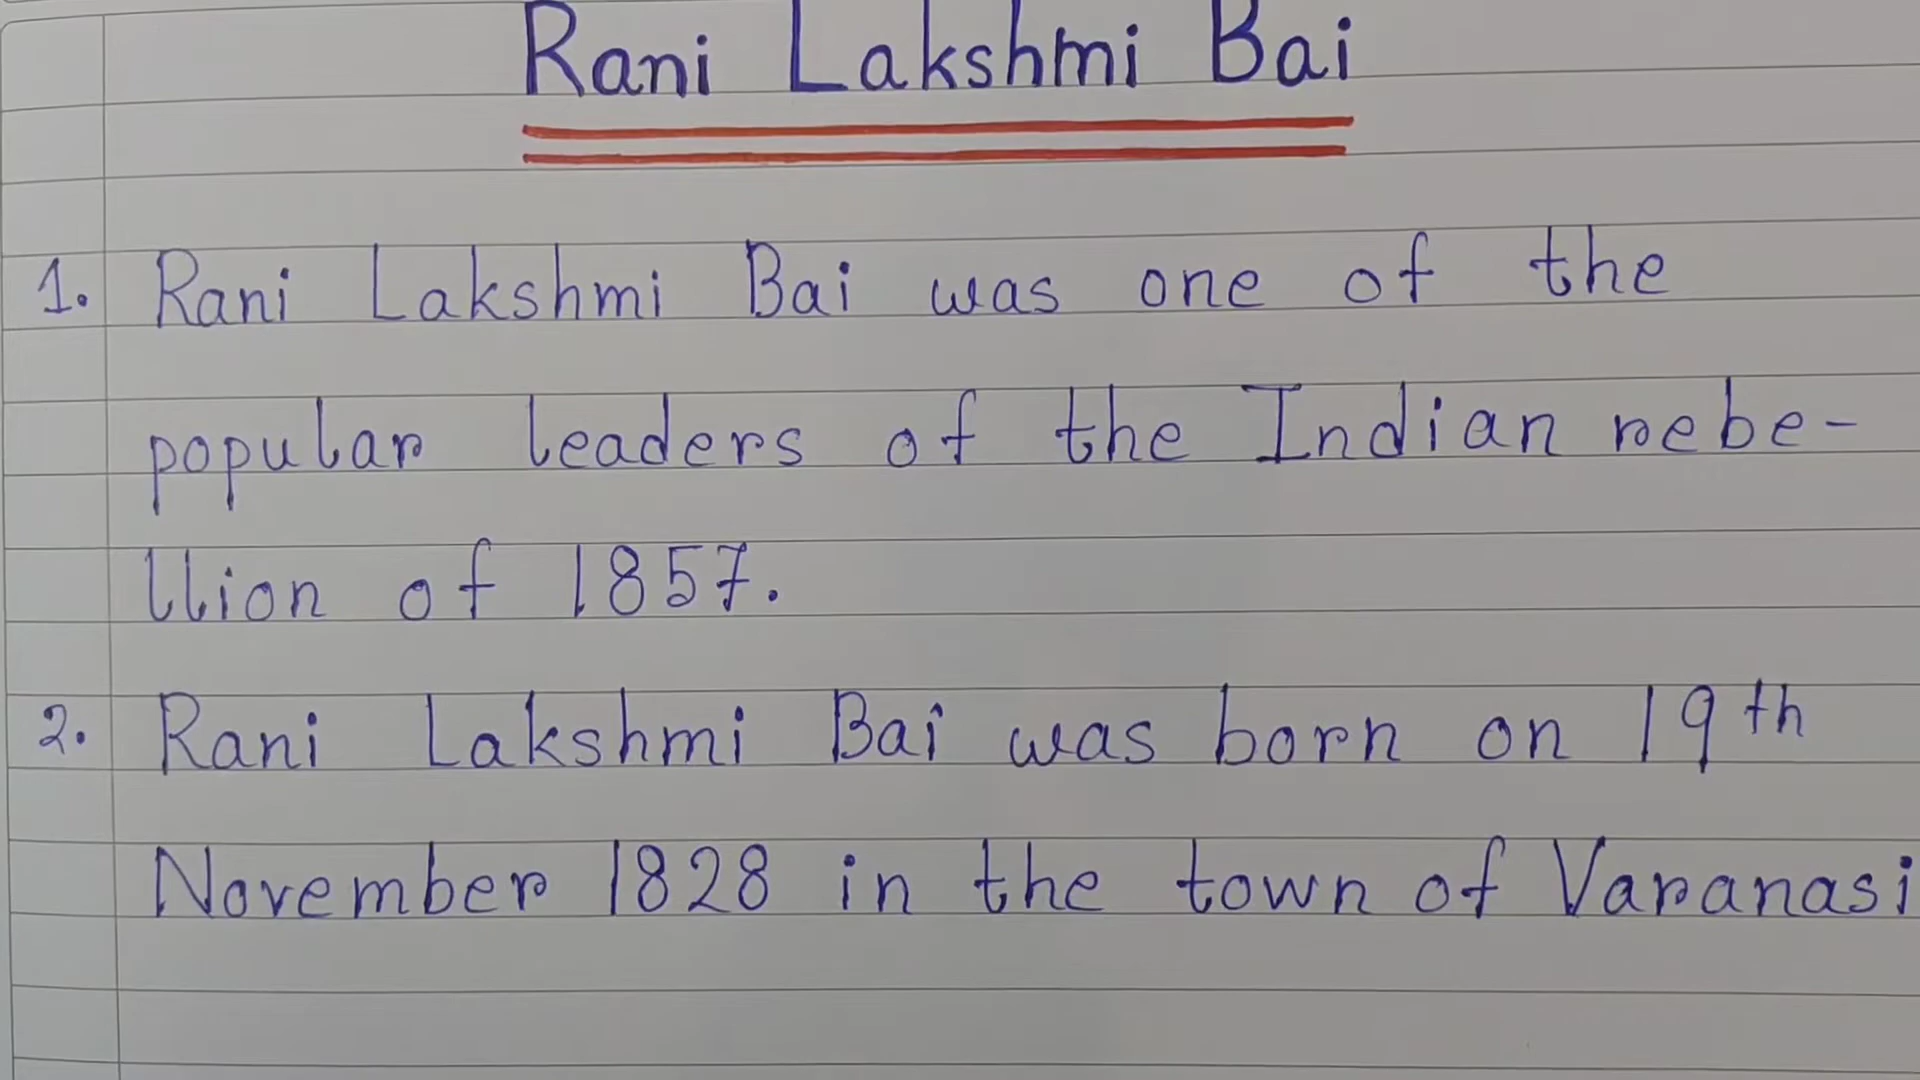 Rani Lakshmi Bai
1. Rani Lakshmi Bai was one of the
popular leaders of the Indian rebe-
llion of 1857.
2. Rani Lakshmi Bai was born on 19th
November 1828 in the town of Varanasi